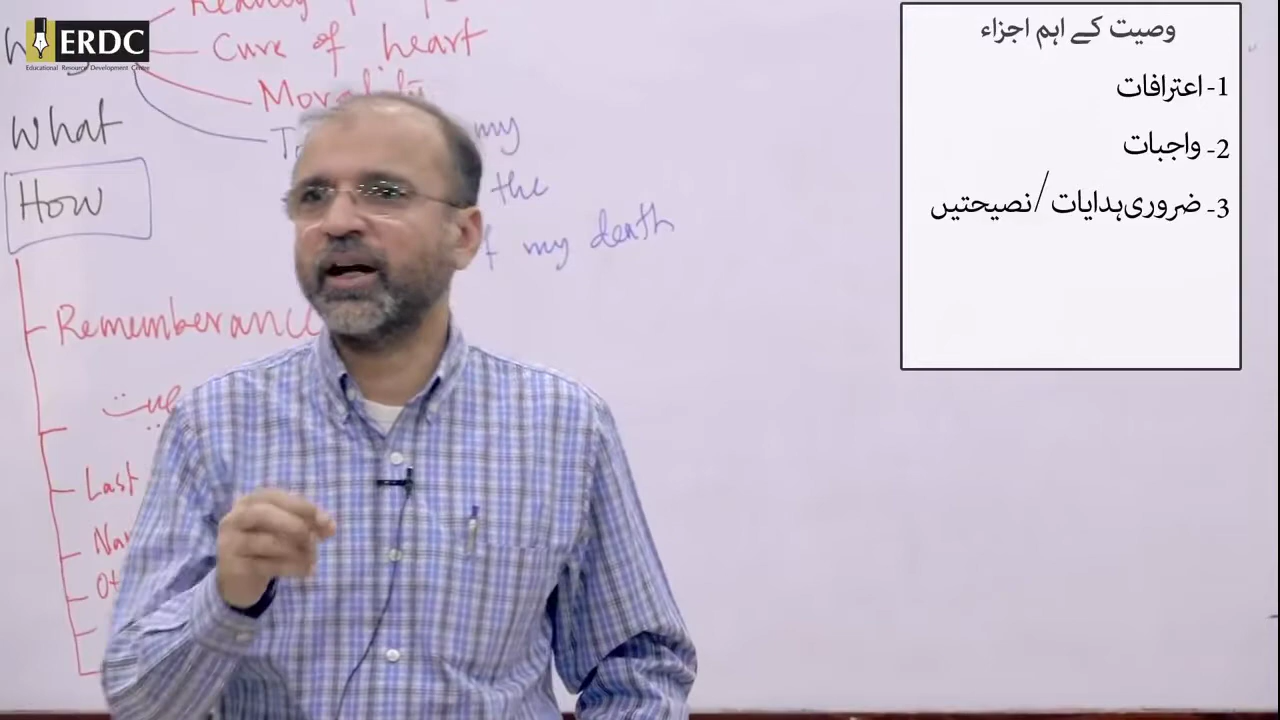 ERDC
Educational Resource Development Centre
Cure of heart
What
my
How
the
my death
Rememberance
Last
وصیت کے اہم اجزاء
1- اعترافات
2- واجبات
3- ضروری ہدایات / نصیحتیں